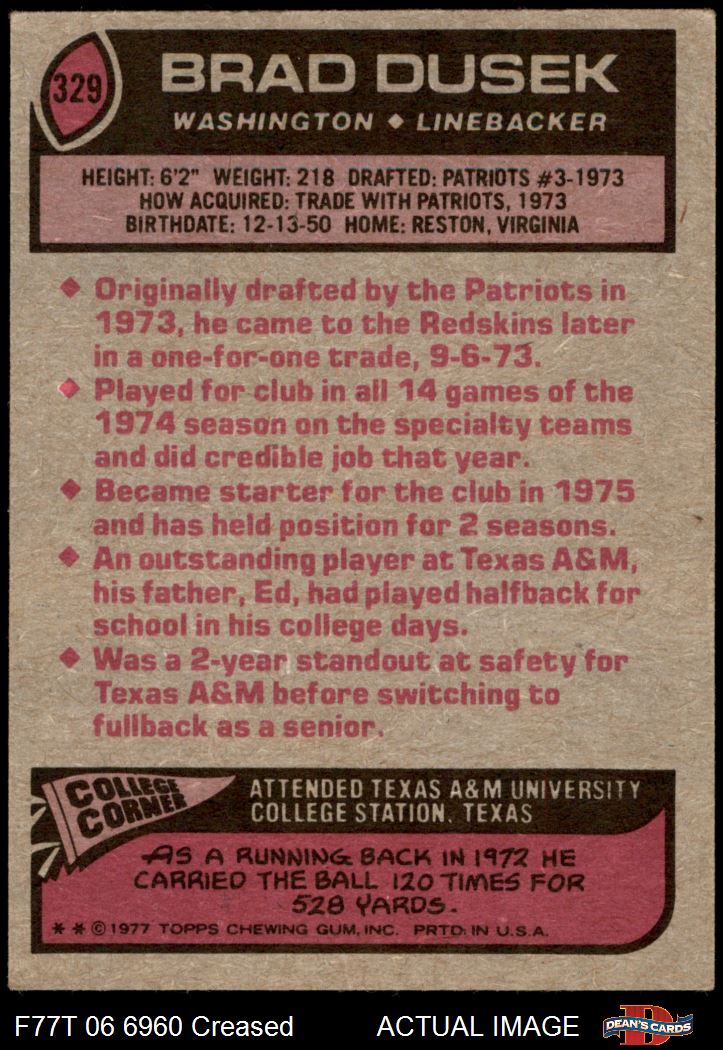 329
BRAD DUSEK
WASHINGTON ◆ LINEBACKER
HEIGHT: 6'2" WEIGHT: 218 DRAFTED: PATRIOTS #3-1973
HOW ACQUIRED: TRADE WITH PATRIOTS, 1973
BIRTHDATE: 12-13-50 HOME: RESTON, VIRGINIA
◆ Originally drafted by the Patriots in
1973, he came to the Redskins later
in a one-for-one trade, 9-6-73.
◆ Played for club in all 14 games of the
1974 season on the specialty teams
and did credible job that year.
◆ Became starter for the club in 1975
and has held position for 2 seasons.
◆ An outstanding player at Texas A&M,
his father, Ed, had played halfback for
school in his college days.
◆ Was a 2-year standout at safety for
Texas A&M before switching to
fullback as a senior.
COLLEGE
CORNER
ATTENDED TEXAS A&M UNIVERSITY
COLLEGE STATION, TEXAS
AS A RUNNING BACK IN 1972 HE
CARRIED THE BALL 120 TIMES FOR
528 YARDS.
* * © 1977 TOPPS CHEWING GUM, INC. PRTD. IN U.S.A.
F77T 06 6960 Creased ACTUAL IMAGE
D
DEAN'S CARDS